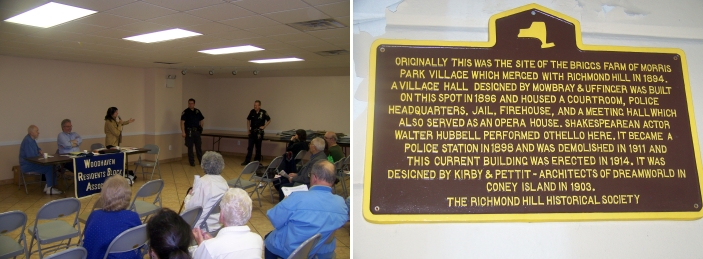 WOODHAVEN
RESIDENTS BLOCK
ORIGINALLY THIS WAS THE SITE OF THE BRIGGS FARM OF MORRIS
PARK VILLAGE WHICH MERGED WITH RICHMOND HILL IN 1894.
A VILLAGE HALL DESIGNED BY MOWBRAY & UFFINGER WAS BUILT
ON THIS SPOT IN 1896 AND HOUSED A COURTROOM, POLICE
HEADQUARTERS, JAIL, FIREHOUSE, AND A MEETING HALL WHICH
ALSO SERVED AS AN OPERA HOUSE. SHAKESPEAREAN ACTOR
WALTER HUBBELL PERFORMED OTHELLO HERE. IT BECAME A
POLICE STATION IN 1898 AND WAS DEMOLISHED IN 1911 AND
THIS CURRENT BUILDING WAS ERECTED IN 1914. IT WAS
DESIGNED BY KIRBY & PETTIT - ARCHITECTS OF DREAMWORLD IN
CONEY ISLAND IN 1903.
THE RICHMOND HILL HISTORICAL SOCIETY